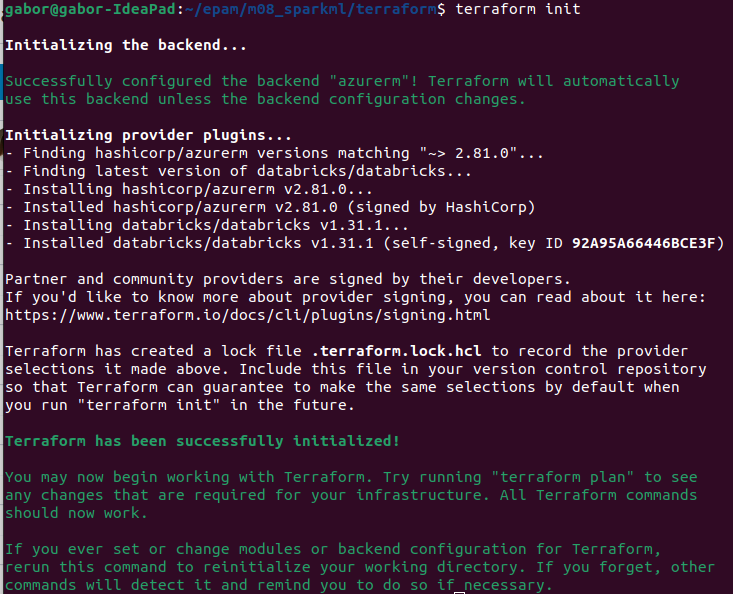 gabor@gabor-IdeaPad:~/epam/m08_sparkml/terraform$ terraform init
Initializing the backend...
Successfully configured the backend "azurerm"! Terraform will automatically
use this backend unless the backend configuration changes.
Initializing provider plugins...
- Finding hashicorp/azurerm versions matching "~> 2.81.0"...
- Finding latest version of databricks/databricks...
- Installing hashicorp/azurerm v2.81.0...
- Installed hashicorp/azurerm v2.81.0 (signed by HashiCorp)
- Installing databricks/databricks v1.31.1...
- Installed databricks/databricks v1.31.1 (self-signed, key ID 92A95A66446BCE3F)
Partner and community providers are signed by their developers.
If you'd like to know more about provider signing, you can read about it here:
https://www.terraform.io/docs/cli/plugins/signing.html
Terraform has created a lock file .terraform.lock.hcl to record the provider
selections it made above. Include this file in your version control repository
so that Terraform can guarantee to make the same selections by default when
you run "terraform init" in the future.
Terraform has been successfully initialized!
You may now begin working with Terraform. Try running "terraform plan" to see
any changes that are required for your infrastructure. All Terraform commands
should now work.
If you ever set or change modules or backend configuration for Terraform,
rerun this command to reinitialize your working directory. If you forget, other
commands will detect it and remind you to do so if necessary.